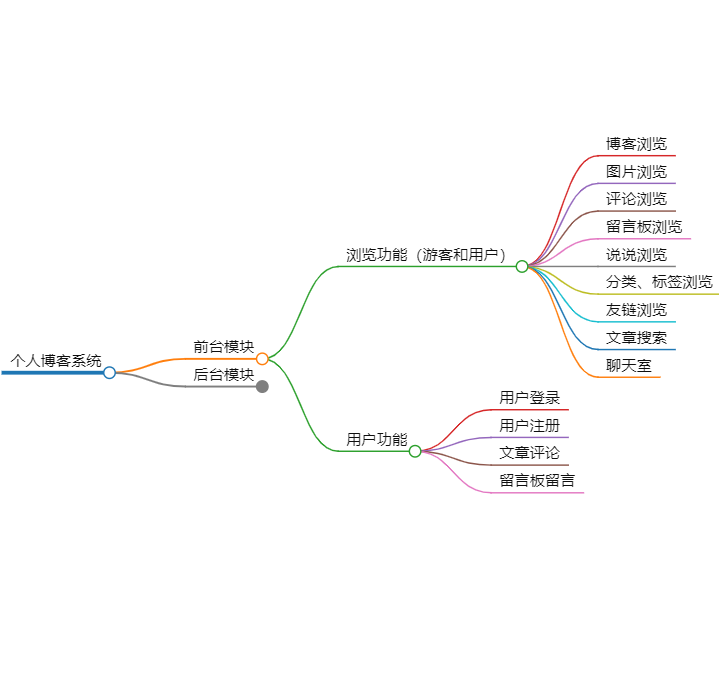 个人博客系统
前台模块
后台模块
浏览功能（游客和用户）
博客浏览
图片浏览
评论浏览
留言板浏览
说说浏览
分类、标签浏览
友链浏览
文章搜索
聊天室
用户功能
用户登录
用户注册
文章评论
留言板留言